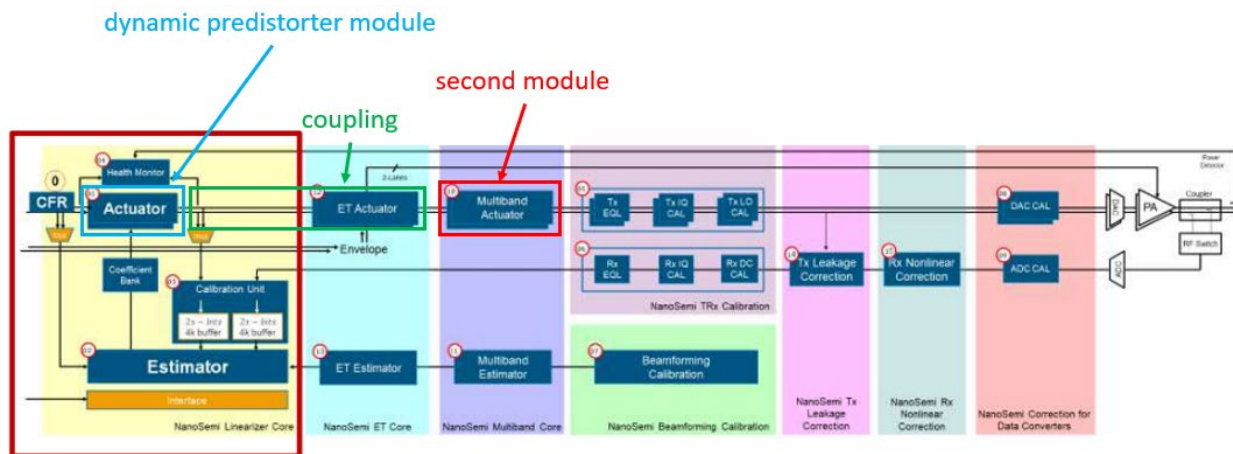 dynamic predistorter module
second module
coupling
2-Lanes
Power
Detector
Health Monitor
0
CFR
Actuator
ET Actuator
Multiband
Actuator
Tx
EQL
Tx IQ
CAL
Tx LO
CAL
DAC CAL
DAC
PA
Coupler
Envelope
RF Switch
Coefficient
Bank
Calibration Unit
Rx
EQL
Rx IQ
CAL
Rx DC
CAL
Tx Leakage
Correction
Rx Nonlinear
Correction
ADC CAL
ADC
NanoSemi TRx Calibration
4k buffer
4k buffer
Estimator
ET Estimator
Multiband
Estimator
Beamforming
Calibration
Interface
NanoSemi Linearizer Core
NanoSemi ET Core
NanoSemi Multiband Core
NanoSemi Beamforming Calibration
NanoSemi Tx
Leakage
Correction
NanoSemi Rx
Nonlinear
Correction
NanoSemi Correction for
Data Converters